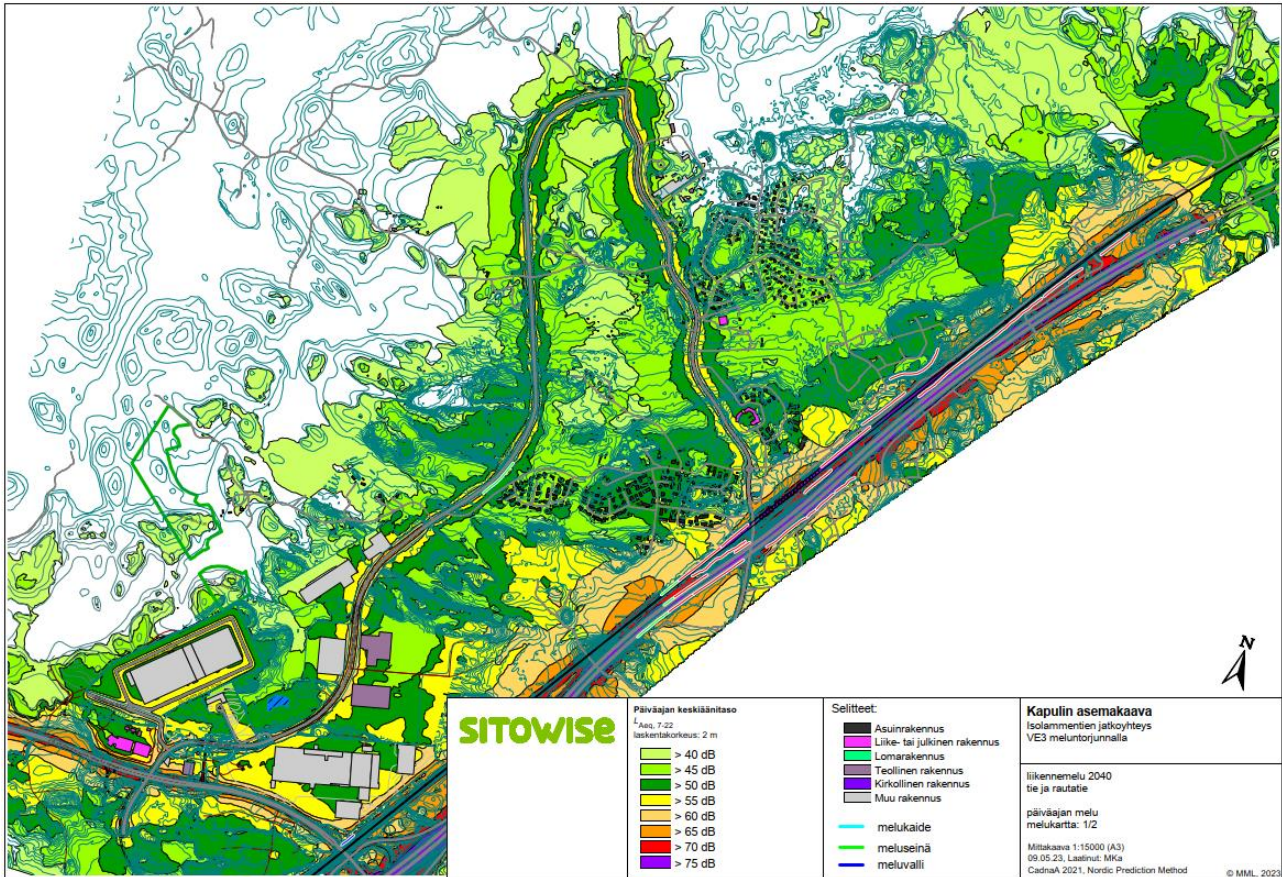 N
SITOWISE
Päiväajan keskiäänitaso
LAeq, 7-22
laskentakorkeus: 2 m
> 40 dB
> 45 dB
> 50 dB
> 55 dB
> 60 dB
> 65 dB
> 70 dB
> 75 dB
Selitteet:
Asuinrakennus
Liike- tai julkinen rakennus
Lomarakennus
Teollinen rakennus
Kirkollinen rakennus
Muu rakennus
melukaide
meluseinä
meluvalli
Kapulin asemakaava
Isolammentien jatkoyhteys
VE3 meluntorjunnalla
liikennemelu 2040
tie ja rautatie
päiväajan melu
melukartta: 1/2
Mittakaava 1:15000 (A3)
09.05.23, Laatinut: MKa
CadnaA 2021, Nordic Prediction Method
© MML, 2023